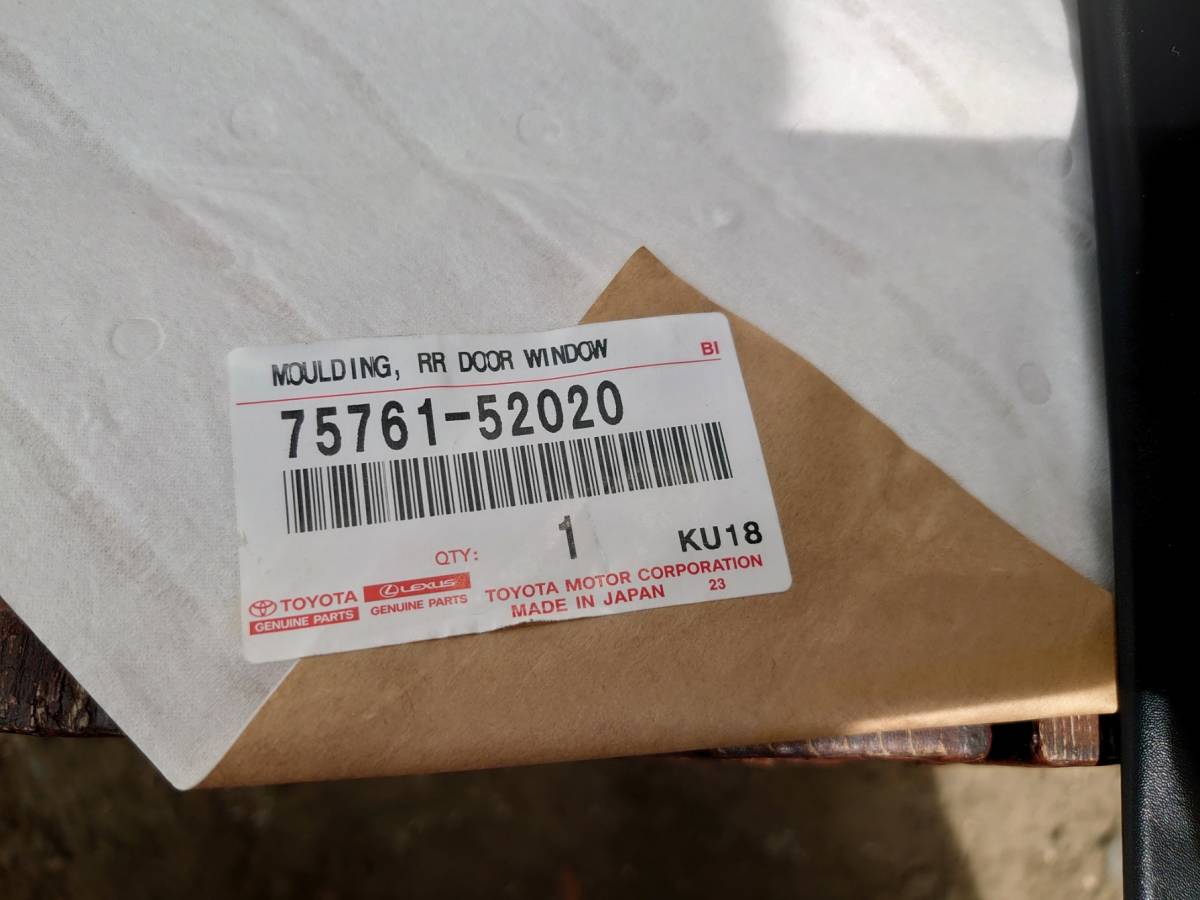 MOULDING, RR DOOR WINDOW
BI
75761-52020
QTY: 1 KU18
TOYOTA
GENUINE PARTS
LEXUS
GENUINE PARTS
TOYOTA MOTOR CORPORATION
MADE IN JAPAN 23